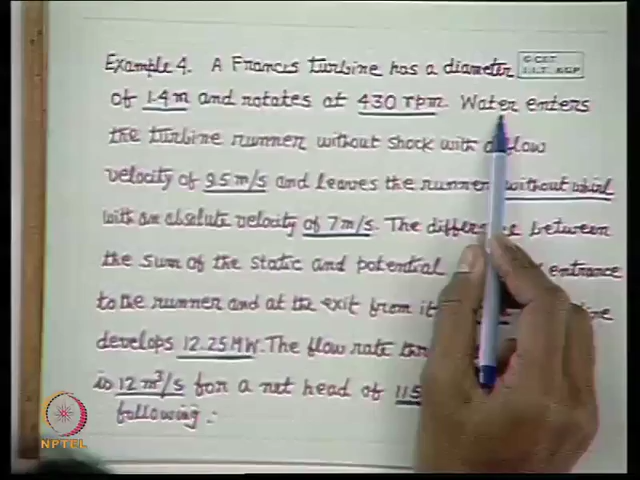 Example 4. A Francis turbine has a diameter
C CET
I.I.T. KGP
of 1.4 m and rotates at 430 rpm. Water enters
the turbine runner without shock with a flow
velocity of 9.5 m/s and leaves the runner without whirl
with an absolute velocity of 7 m/s. The between
the sum of the static and potential entrance
to the runner and at the exit from it
develops 12.25 MW. The flow rate
is 12 m³/s for a net head of 115
following :
NPTEL